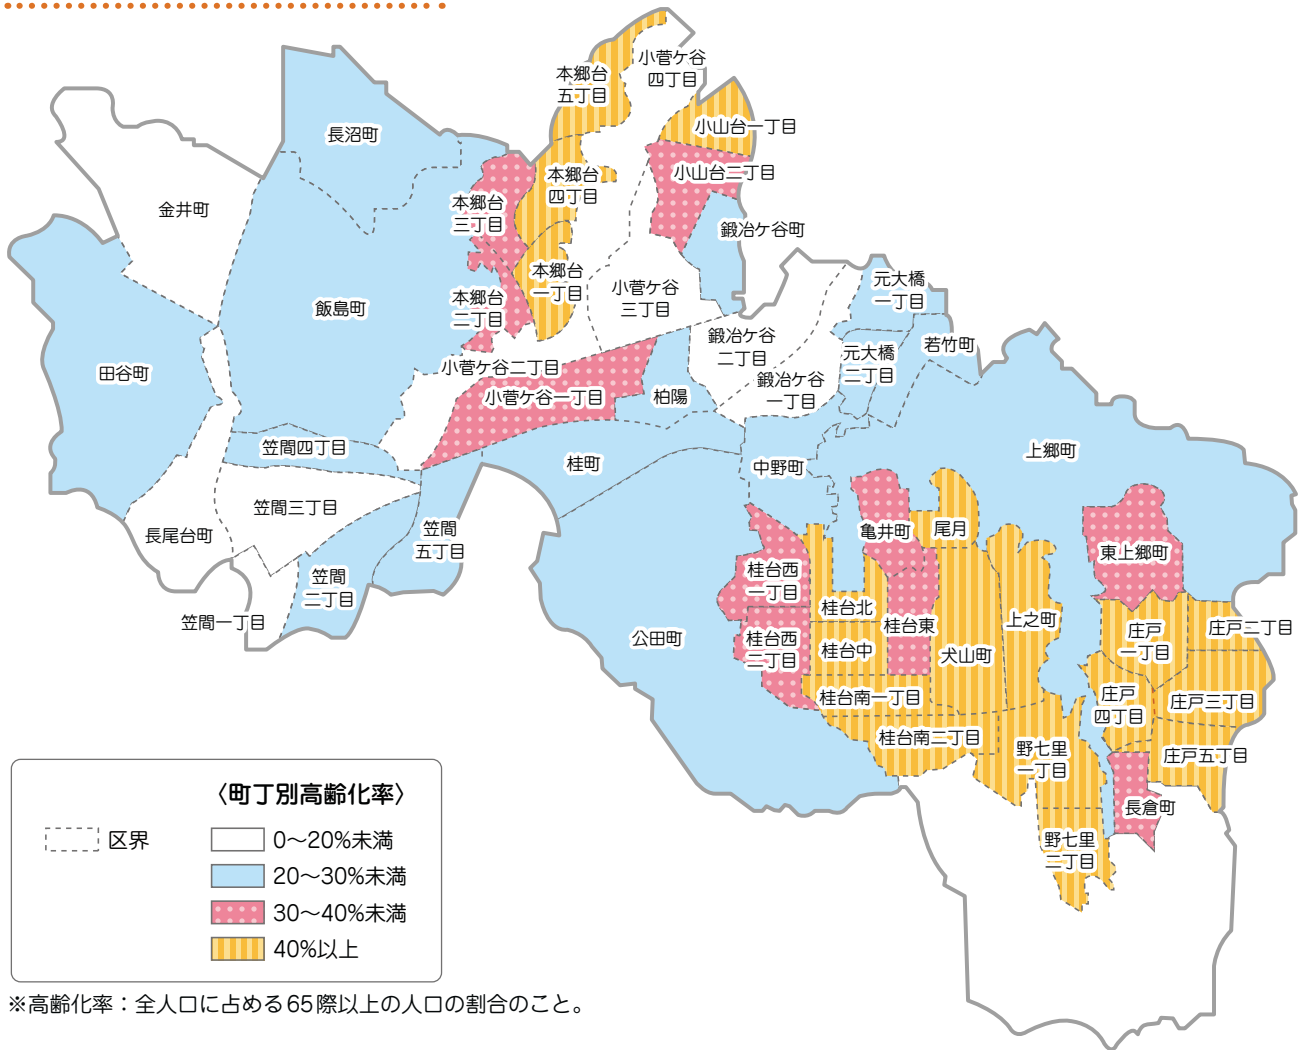 小菅ケ谷
四丁目
本郷台
五丁目
小山台一丁目
長沼町
小山台二丁目
本郷台
四丁目
金井町
本郷台
三丁目
鍛冶ケ谷町
本郷台
一丁目
元大橋
一丁目
小菅ケ谷
三丁目
本郷台
二丁目
飯島町
鍛冶ケ谷
二丁目
若竹町
元大橋
二丁目
田谷町
小菅ケ谷二丁目
鍛冶ケ谷
一丁目
小菅ケ谷一丁目
柏陽
笠間四丁目
上郷町
桂町
中野町
笠間三丁目
長尾台町
笠間
五丁目
亀井町
尾月
東上郷町
桂台西
一丁目
笠間
二丁目
桂台北
笠間一丁目
上之町
桂台東
庄戸
一丁目
庄戸二丁目
公田町
桂台西
二丁目
桂台中
犬山町
桂台南一丁目
庄戸
四丁目
庄戸三丁目
桂台南二丁目
野七里
一丁目
庄戸五丁目
長倉町
野七里
二丁目
〈町丁別高齢化率〉
区界
0〜20%未満
20〜30%未満
30〜40%未満
40%以上
※高齢化率：全人口に占める65際以上の人口の割合のこと。